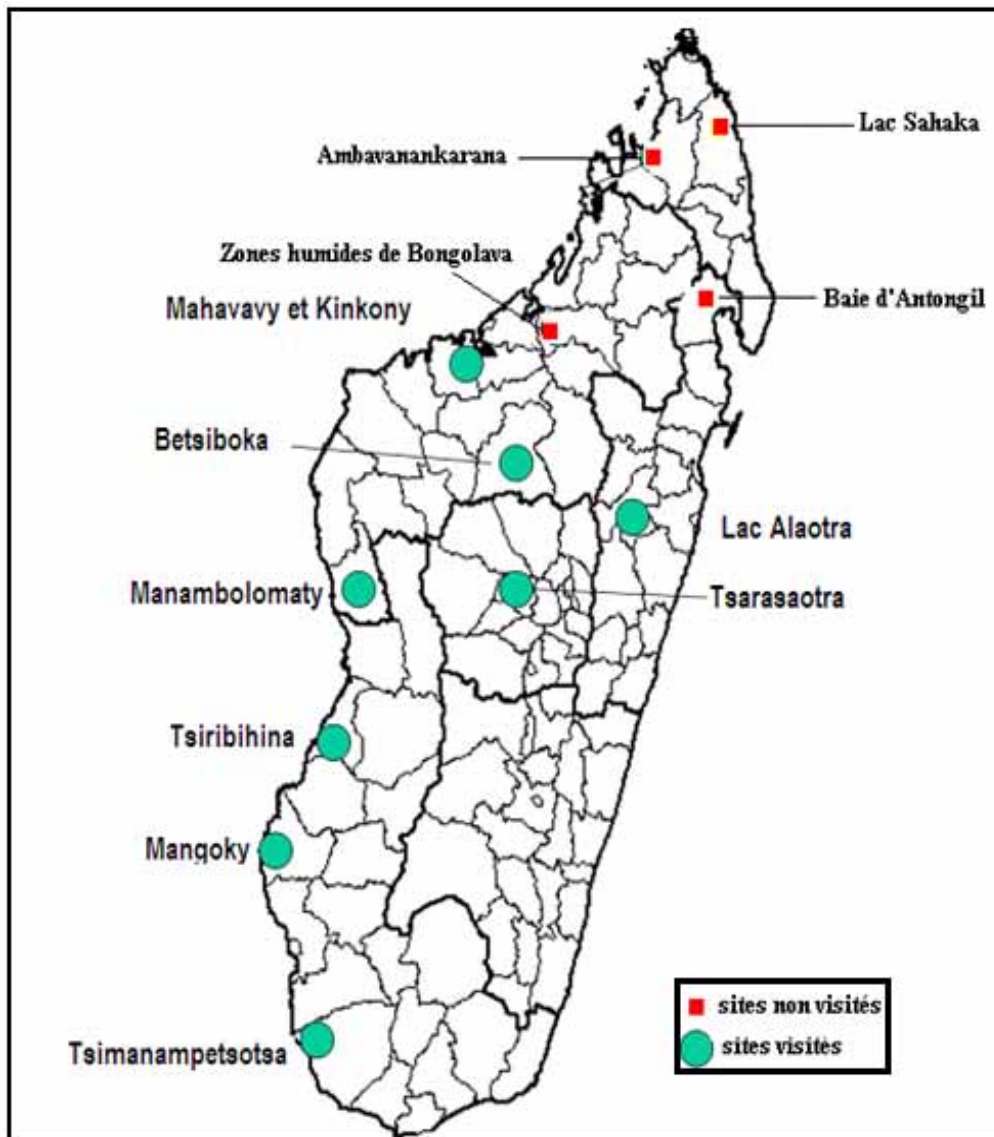 Lac Sahaka
Ambavanankarana
Zones humides de Bongolava
Baie d'Antongil
Mahavavy et Kinkony
Betsiboka
Lac Alaotra
Manambolomaty
Tsarasaotra
Tsiribihina
Mangoky
Tsimanampetsotsa
sites non visités
sites visités